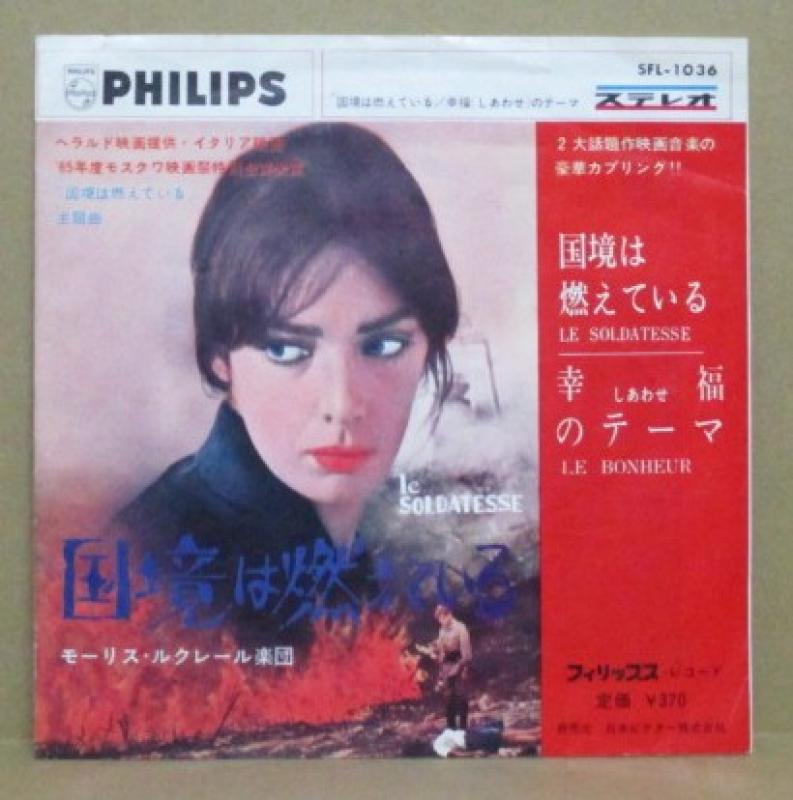 PHILIPS
SFL-1036
「国境は燃えている/幸福(しあわせ)のテーマ
ステレオ
ヘラルド映画提供・イタリア映画
'65年度モスクワ映画祭特別
「国境は燃えている
主題曲
2大話題作映画音楽の
豪華カプリング!!
国境は
燃えている
LE SOLDATESSE
幸福
しあわせ
のテーマ
LE BONHEUR
le
SOLDATESSE
国境は燃えている
モーリス・ルクレール楽団
フィリップス・レコード
定価 ¥370
発売元 日本ビクター株式会社